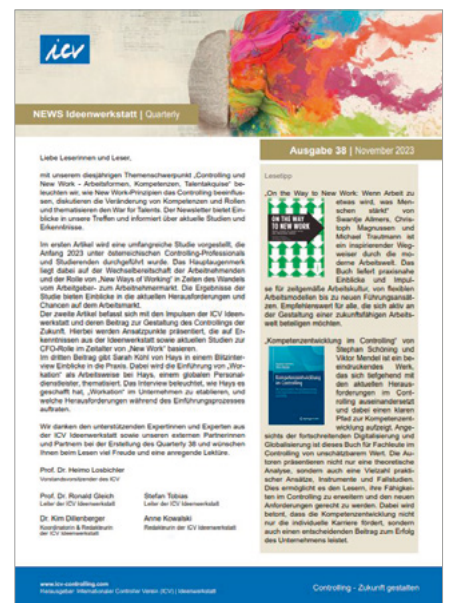 icv
NEWS Ideenwerkstatt | Quarterly
Ausgabe 38 | November 2023
Liebe Leserinnen und Leser,
mit unserem diesjährigen Themenschwerpunkt „Controlling und
New Work - Arbeitsformen, Kompetenzen, Talentakquise“ be-
leuchten wir, wie New Work-Prinzipien das Controlling beeinflus-
sen, diskutieren die Veränderung von Kompetenzen und Rollen
und thematisieren den War for Talents. Der Newsletter bietet Ein-
blicke in unsere Treffen und informiert über aktuelle Studien und
Erkenntnisse.
Im ersten Artikel wird eine umfangreiche Studie vorgestellt, die
Anfang 2023 unter österreichischen Controlling-Professionals
und Studierenden durchgeführt wurde. Das Hauptaugenmerk
liegt dabei auf der Wechselbereitschaft der Arbeitnehmenden
und der Rolle von „New Ways of Working“ in Zeiten des Wandels
vom Arbeitgeber- zum Arbeitnehmermarkt. Die Ergebnisse der
Studie bieten Einblicke in die aktuellen Herausforderungen und
Chancen auf dem Arbeitsmarkt.
Der zweite Artikel befasst sich mit den Impulsen der ICV Ideen-
werkstatt und deren Beitrag zur Gestaltung des Controllings der
Zukunft. Hierbei werden Ansatzpunkte präsentiert, die auf Er-
kenntnissen aus der Ideenwerkstatt sowie aktuellen Studien zur
CFO-Rolle im Zeitalter von „New Work“ basieren.
Im dritten Beitrag gibt Sarah Köhl von Hays in einem Blitzinter-
view Einblicke in die Praxis. Dabei wird die Einführung von „Wor-
kation“ als Arbeitsweise bei Hays, einem globalen Personal-
dienstleister, thematisiert. Das Interview beleuchtet, wie Hays es
geschafft hat, „Workation“ im Unternehmen zu etablieren, und
welche Herausforderungen während des Einführungsprozesses
auftraten.
Wir danken den unterstützenden Expertinnen und Experten aus
der ICV Ideenwerkstatt sowie unseren externen Partnerinnen
und Partnern bei der Erstellung des Quarterly 38 und wünschen
Ihnen beim Lesen viel Freude und eine anregende Lektüre.
Prof. Dr. Heimo Losbichler
Vorstandsvorsitzender des ICV
Prof. Dr. Ronald Gleich
Leiter der ICV Ideenwerkstatt
Stefan Tobias
Leiter der ICV Ideenwerkstatt
Dr. Kim Dillenberger
Koordinatorin & Redakteurin
der ICV Ideenwerkstatt
Anne Kowalski
Redakteurin der ICV Ideenwerkstatt
Lesetipp
„On the Way to New Work: Wenn Arbeit zu
etwas wird, was Men-
schen stärkt“ von
Swantje Allmers, Chris-
toph Magnussen und
Michael Trautmann ist
ein inspirierender Weg-
weiser durch die mo-
derne Arbeitswelt. Das
Buch liefert praxisnahe
Einblicke und Impul-
se für zeitgemäße Arbeitskultur, von flexiblen
Arbeitsmodellen bis zu neuen Führungsansät-
zen. Empfehlenswert für alle, die sich aktiv an
der Gestaltung einer zukunftsfähigen Arbeits-
welt beteiligen möchten.
ON THE WAY
TO NEW WORK
„Kompetenzentwicklung im Controlling“ von
Stephan Schöning und
Viktor Mendel ist ein be-
eindruckendes Werk,
das sich tiefgehend mit
den aktuellen Heraus-
forderungen im Cont-
rolling auseinandersetzt
und dabei einen klaren
Pfad zur Kompetenzent-
wicklung aufzeigt. Ange-
sichts der fortschreitenden Digitalisierung und
Globalisierung ist dieses Buch für Fachleute im
Controlling von unschätzbarem Wert. Die Au-
toren präsentieren nicht nur eine theoretische
Analyse, sondern auch eine Vielzahl prakti-
scher Ansätze, Instrumente und Fallstudien.
Dies ermöglicht es den Lesern, ihre Fähigkei-
ten im Controlling zu erweitern und den neuen
Anforderungen gerecht zu werden. Dabei wird
betont, dass die Kompetenzentwicklung nicht
nur die individuelle Karriere fördert, sondern
auch einen entscheidenden Beitrag zum Erfolg
des Unternehmens leistet.
Kompetenzentwicklung
im Controlling
www.icv-controlling.com
Herausgeber: Internationaler Controller Verein (ICV) | Ideenwerkstatt
Controlling - Zukunft gestalten